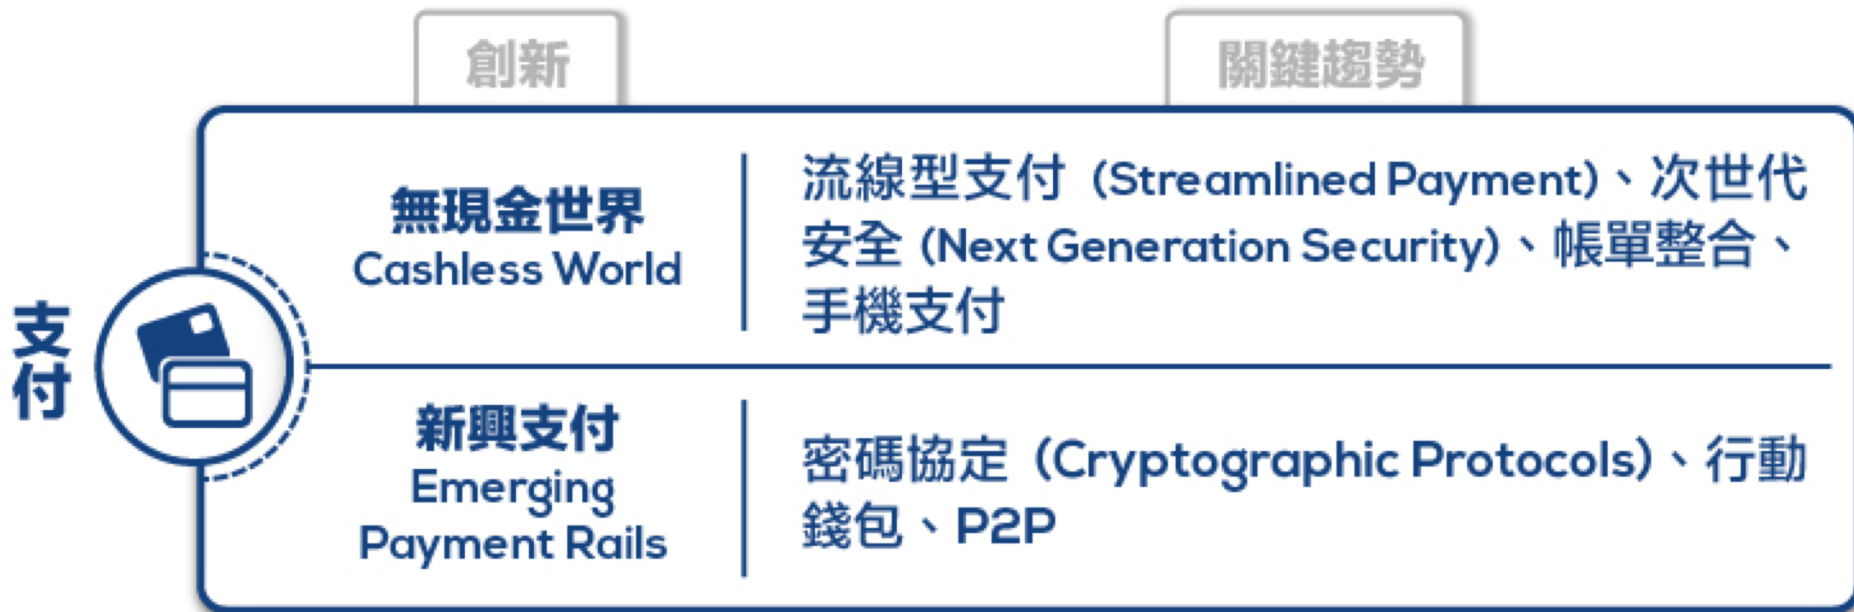 創新
關鍵趨勢
支付
無現金世界
Cashless World
流線型支付 (Streamlined Payment)、次世代
安全 (Next Generation Security)、帳單整合、
手機支付
新興支付
Emerging
Payment Rails
密碼協定 (Cryptographic Protocols)、行動
錢包、P2P